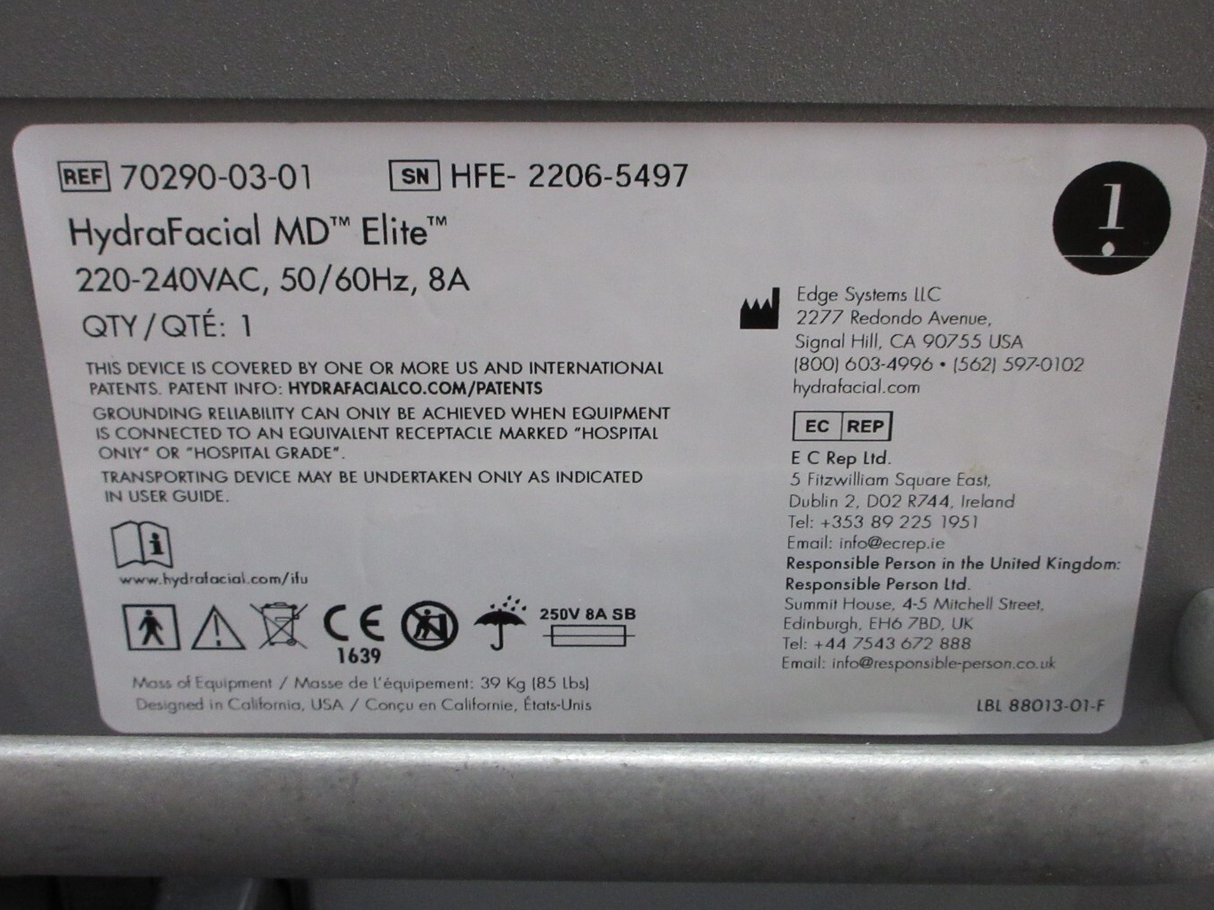 REF 70290-03-01 SN HFE- 2206-5497
HydraFacial MD™ Elite™
220-240VAC, 50/60Hz, 8A
QTY/QTÉ: 1
THIS DEVICE IS COVERED BY ONE OR MORE US AND INTERNATIONAL
PATENTS. PATENT INFO: HYDRAFACIALCO.COM/PATENTS
GROUNDING RELIABILITY CAN ONLY BE ACHIEVED WHEN EQUIPMENT
IS CONNECTED TO AN EQUIVALENT RECEPTACLE MARKED "HOSPITAL
ONLY" OR "HOSPITAL GRADE".
TRANSPORTING DEVICE MAY BE UNDERTAKEN ONLY AS INDICATED
IN USER GUIDE.
i
www.hydrafacial.com/ifu
CE
1639
250V 8A SB
Mass of Equipment / Masse de l'équipement: 39 Kg (85 Lbs)
Designed in California, USA / Conçu en Californie, États-Unis
1
Edge Systems LLC
2277 Redondo Avenue,
Signal Hill, CA 90755 USA
(800) 603-4996 • (562) 597-0102
hydrafacial.com
EC REP
E C Rep Ltd.
5 Fitzwilliam Square East,
Dublin 2, D02 R744, Ireland
Tel: +353 89 225 1951
Email: info@ecrep.ie
Responsible Person in the United Kingdom:
Responsible Person Ltd.
Summit House, 4-5 Mitchell Street,
Edinburgh, EH6 7BD, UK
Tel: +44 7543 672 888
Email: info@responsible-person.co.uk
LBL 88013-01-F